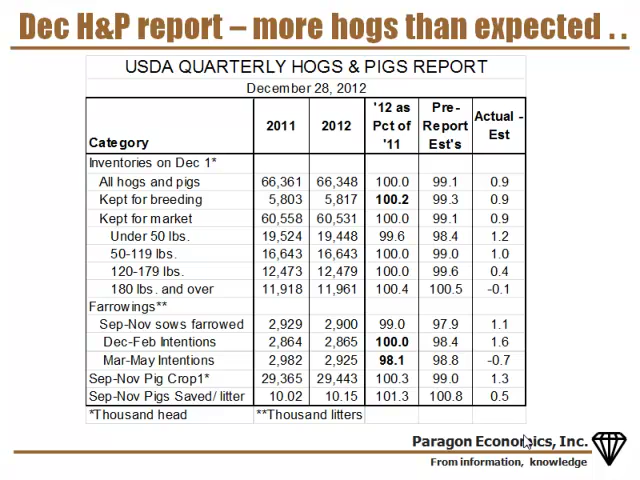 Dec H&P report – more hogs than expected . .
USDA QUARTERLY HOGS & PIGS REPORT
December 28, 2012
Category 2011 2012 '12 as Pct of '11 Pre-Report Est's Actual - Est
Inventories on Dec 1*
All hogs and pigs 66,361 66,348 100.0 99.1 0.9
Kept for breeding 5,803 5,817 100.2 99.3 0.9
Kept for market 60,558 60,531 100.0 99.1 0.9
Under 50 lbs. 19,524 19,448 99.6 98.4 1.2
50-119 lbs. 16,643 16,643 100.0 99.0 1.0
120-179 lbs. 12,473 12,479 100.0 99.6 0.4
180 lbs. and over 11,918 11,961 100.4 100.5 -0.1
Farrowings**
Sep-Nov sows farrowed 2,929 2,900 99.0 97.9 1.1
Dec-Feb Intentions 2,864 2,865 100.0 98.4 1.6
Mar-May Intentions 2,982 2,925 98.1 98.8 -0.7
Sep-Nov Pig Crop1* 29,365 29,443 100.3 99.0 1.3
Sep-Nov Pigs Saved/litter 10.02 10.15 101.3 100.8 0.5
*Thousand head **Thousand litters
Paragon Economics, Inc.
From information, knowledge